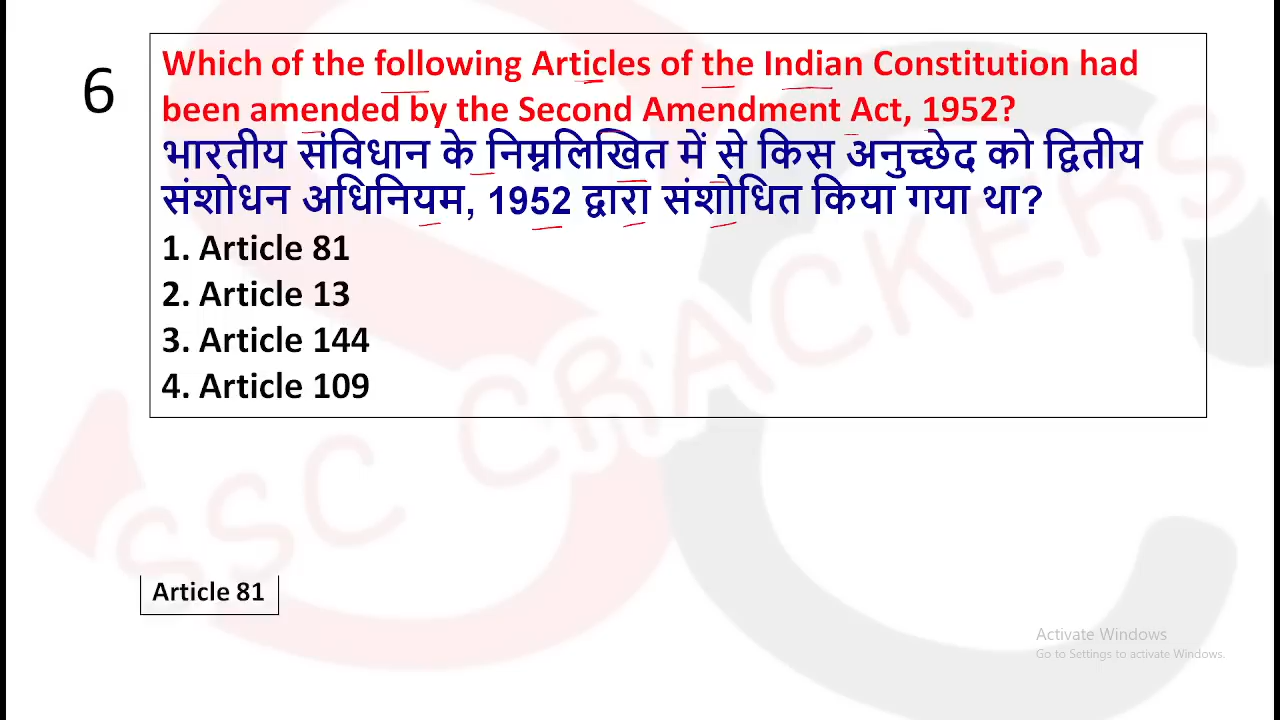 6
Which of the following Articles of the Indian Constitution had
been amended by the Second Amendment Act, 1952?
भारतीय संविधान के निम्नलिखित में से किस अनुच्छेद को द्वितीय
संशोधन अधिनियम, 1952 द्वारा संशोधित किया गया था?
1. Article 81
2. Article 13
3. Article 144
4. Article 109
SSC CRACKERS
Article 81
Activate Windows
Go to Settings to activate Windows.